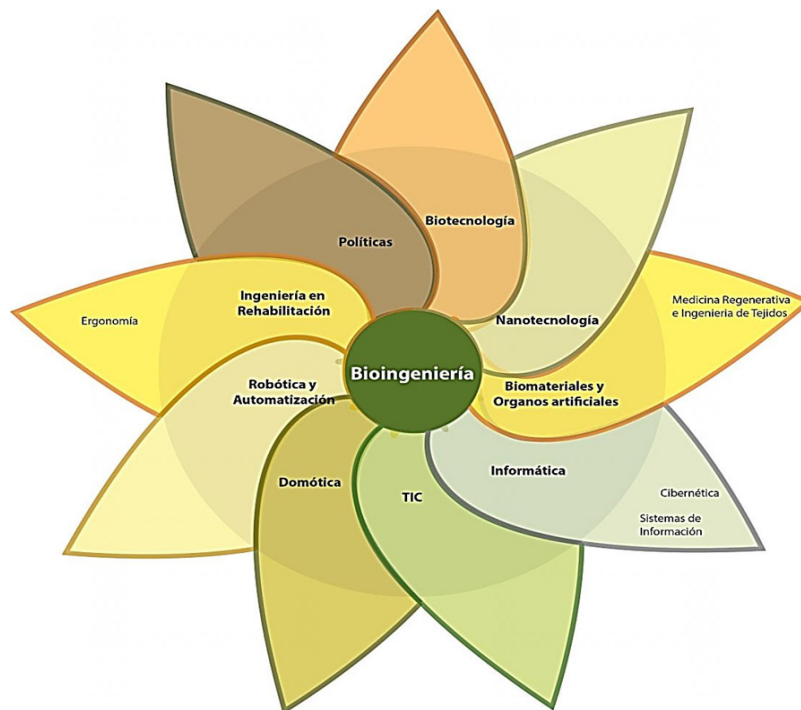 Biotecnología
Políticas
Nanotecnología
Ingeniería en
Rehabilitación
Ergonomía
Medicina Regenerativa
e Ingenieria de Tejidos
Bioingeniería
Robótica y
Automatización
Biomateriales y
Organos artificiales
Informática
Domótica
TIC
Cibernética
Sistemas de
Información